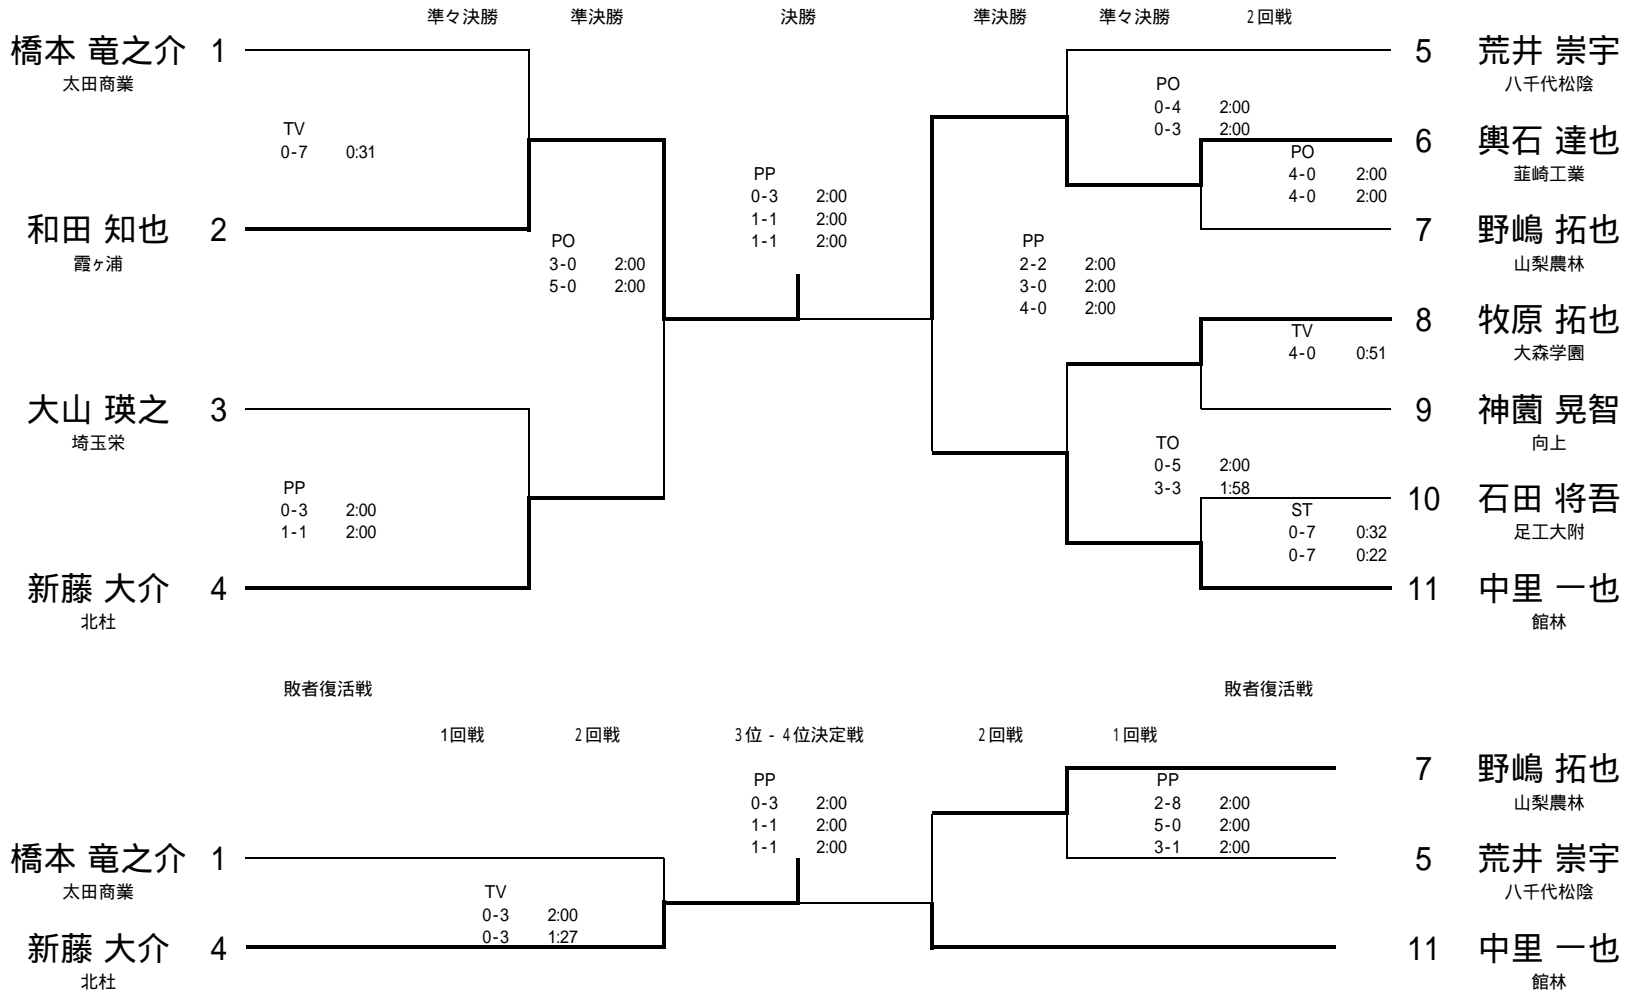 準々決勝 準決勝 決勝 準決勝 準々決勝 2回戦
橋本 竜之介 1
太田商業
TV
0-7 0:31
和田 知也 2
霞ヶ浦
PO
3-0 2:00
5-0 2:00
大山 瑛之 3
埼玉栄
PP
0-3 2:00
1-1 2:00
新藤 大介 4
北杜
PP
0-3 2:00
1-1 2:00
1-1 2:00
PP
2-2 2:00
3-0 2:00
4-0 2:00
5 荒井 崇宇
八千代松陰
PO
0-4 2:00
0-3 2:00
6 輿石 達也
韮崎工業
PO
4-0 2:00
4-0 2:00
7 野嶋 拓也
山梨農林
8 牧原 拓也
大森学園
TV
4-0 0:51
9 神薗 晃智
向上
TO
0-5 2:00
3-3 1:58
10 石田 将吾
足工大附
ST
0-7 0:32
0-7 0:22
11 中里 一也
館林
敗者復活戦 敗者復活戦
1回戦 2回戦 3位 - 4位決定戦 2回戦 1回戦
橋本 竜之介 1
太田商業
TV
0-3 2:00
0-3 1:27
新藤 大介 4
北杜
PP
0-3 2:00
1-1 2:00
1-1 2:00
7 野嶋 拓也
山梨農林
PP
2-8 2:00
5-0 2:00
3-1 2:00
5 荒井 崇宇
八千代松陰
11 中里 一也
館林